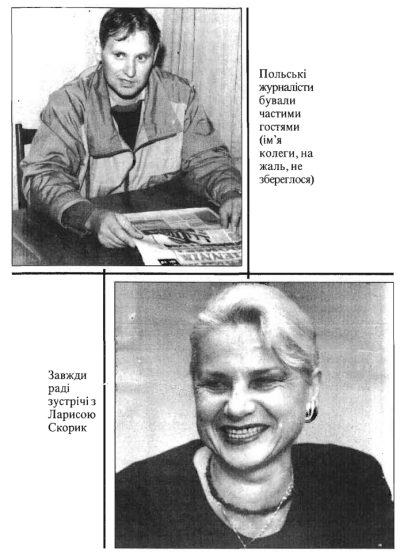 Польські
журналісти
бували
частими
гостями
(ім’я
колеги, на
жаль, не
збереглося)
Завжди
раді
зустрічі з
Ларисою
Скорик